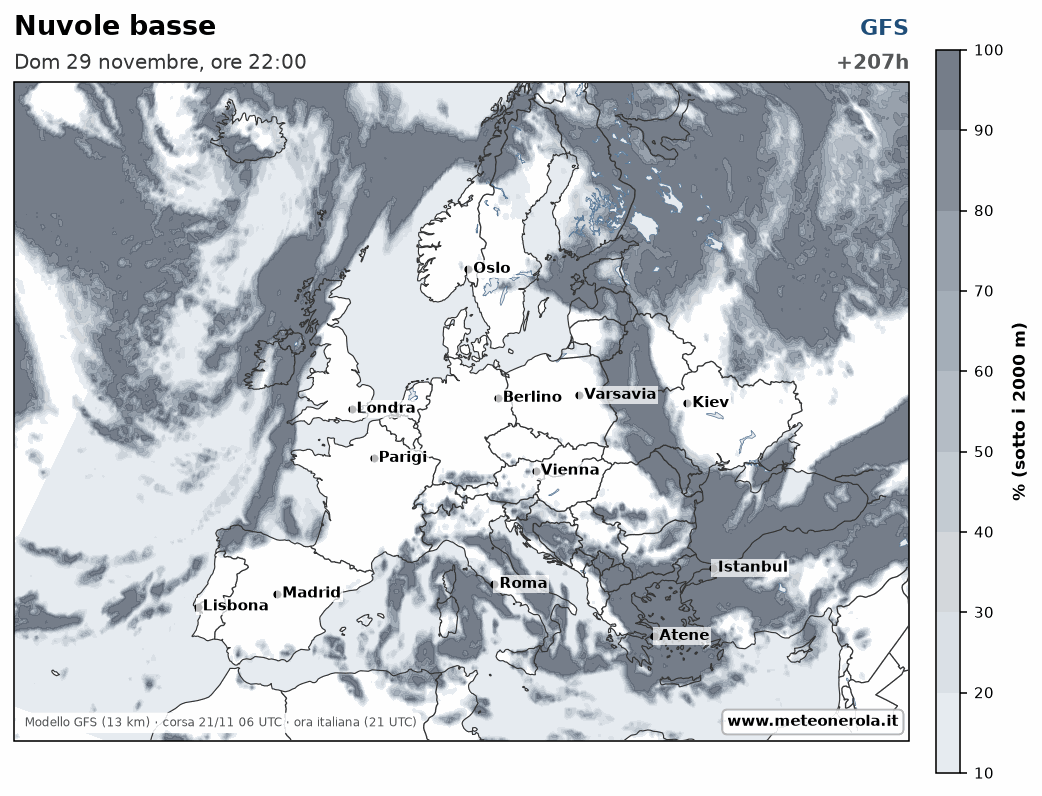 Nuvole basse
GFS
Dom 29 novembre, ore 22:00
+207h
100
90
80
70
60
50
40
30
20
10
% (sotto i 2000 m)
Oslo
Londra
Berlino
Varsavia
Kiev
Parigi
Vienna
Istanbul
Roma
Madrid
Lisbona
Atene
Modello GFS (13 km) · corsa 21/11 06 UTC · ora italiana (21 UTC)
www.meteonerola.it